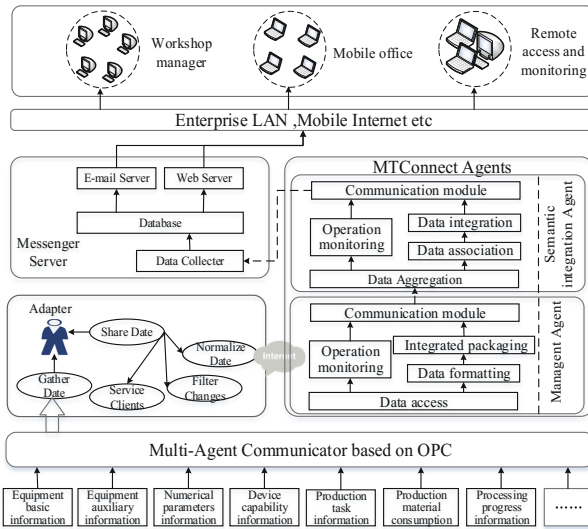 Workshop
manager
Mobile office
Remote
access and
monitoring
Enterprise LAN ,Mobile Internet etc
E-mail Server
Web Server
Database
Messenger
Server
Data Collecter
MTConnect Agents
Communication module
Operation
monitoring
Data integration
Data association
Data Aggregation
Semantic
integration Agent
Communication module
Operation
monitoring
Integrated packaging
Data formatting
Data access
Managent Agent
Adapter
Share Date
Normalize
Date
Gather
Date
Service
Clients
Filter
Changes
Internet
Multi-Agent Communicator based on OPC
Equipment
basic
information
Equipment
auxiliary
information
Numerical
parameters
information
Device
capability
information
Production
task
information
Production
material
consumption
Processing
progress
information
……